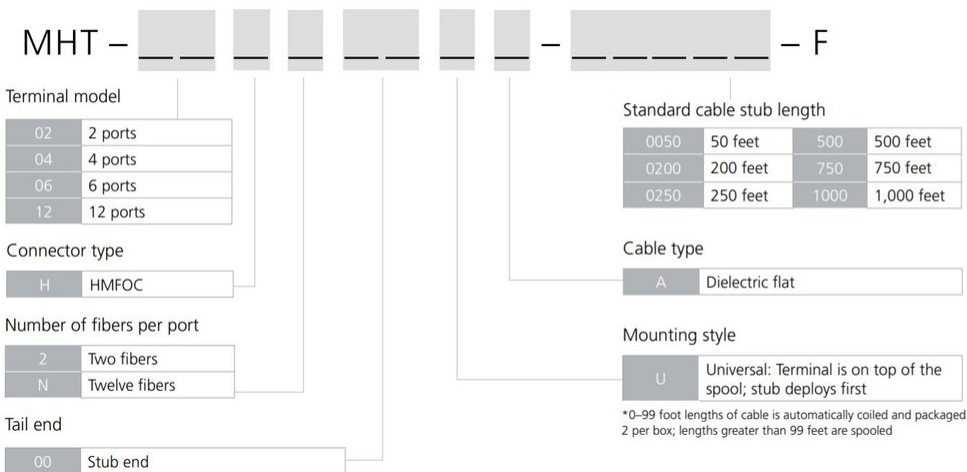 MHT – __ __ __ __ __ __ __ __ – __ __ __ __ __ – F
Terminal model
02 2 ports
04 4 ports
06 6 ports
12 12 ports
Connector type
H HMFOC
Number of fibers per port
2 Two fibers
N Twelve fibers
Tail end
00 Stub end
Standard cable stub length
0050 50 feet 500 500 feet
0200 200 feet 750 750 feet
0250 250 feet 1000 1,000 feet
Cable type
A Dielectric flat
Mounting style
U Universal: Terminal is on top of the
spool; stub deploys first
*0–99 foot lengths of cable is automatically coiled and packaged
2 per box; lengths greater than 99 feet are spooled